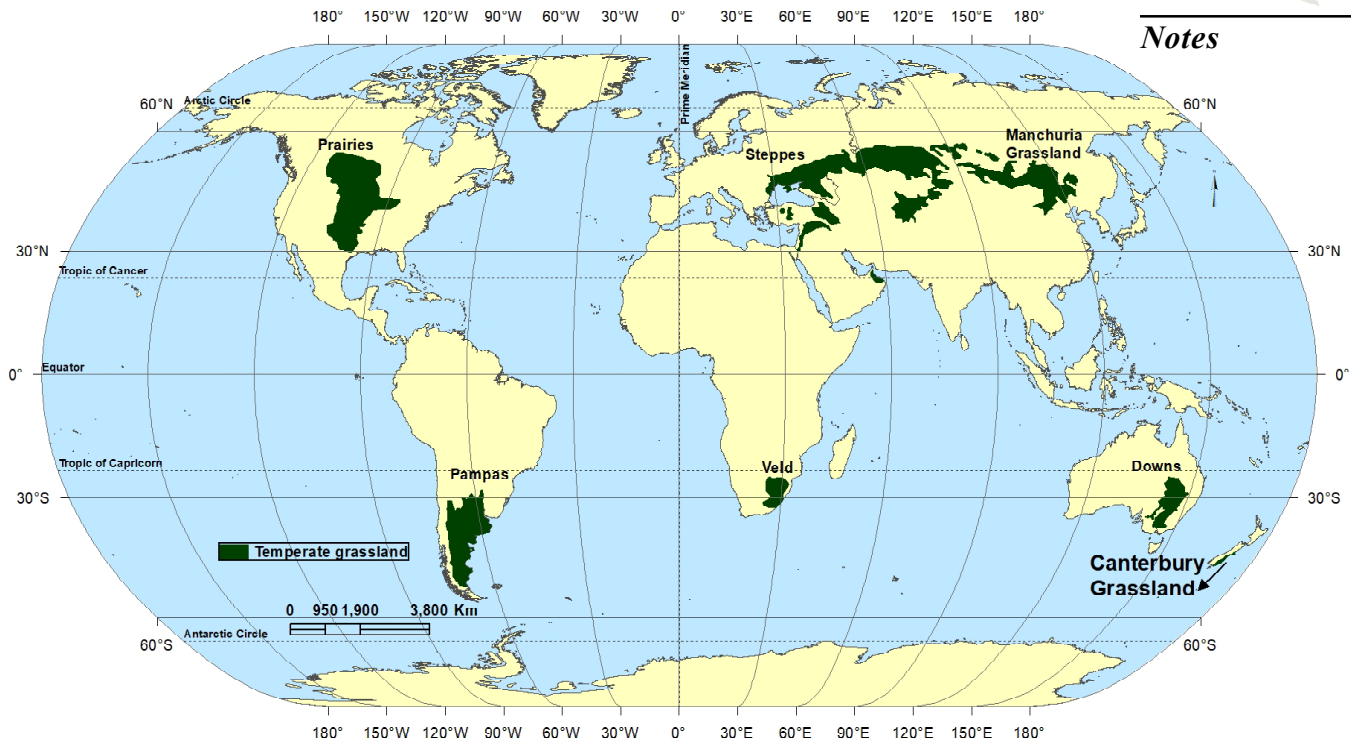 180° 150°W 120°W 90°W 60°W 30°W 0° 30°E 60°E 90°E 120°E 150°E 180°
Notes
Prime Meridian
60°N
Arctic Circle
60°N
Prairies
Steppes
Manchuria
Grassland
30°N
30°N
Tropic of Cancer
Equator
0°
0°
Tropic of Capricorn
Pampas
Veld
Downs
30°S
30°S
Temperate grassland
Canterbury
Grassland
0 950 1,900 3,800 Km
Antarctic Circle
60°S
60°S
180° 150°W 120°W 90°W 60°W 30°W 0° 30°E 60°E 90°E 120°E 150°E 180°